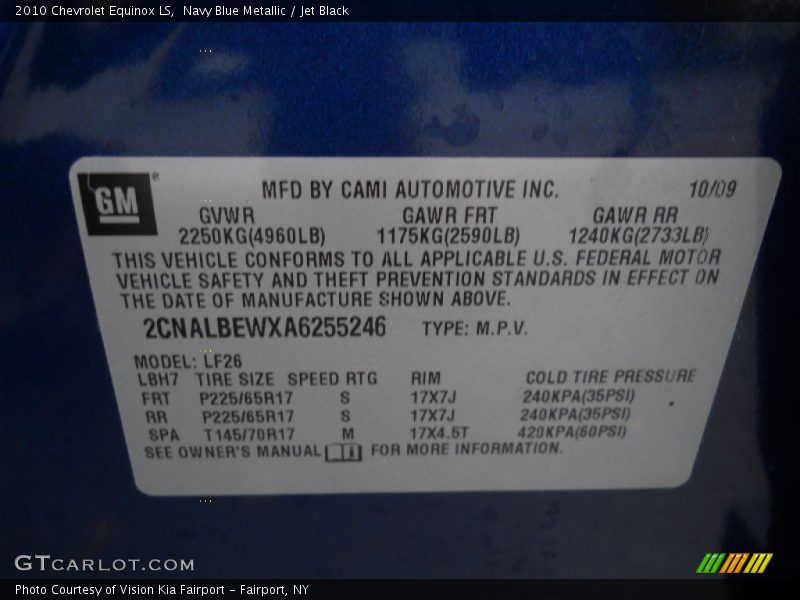 2010 Chevrolet Equinox LS, Navy Blue Metallic / Jet Black
GM ®
MFD BY CAMI AUTOMOTIVE INC. 10/09
GVWR GAWR FRT GAWR RR
2250KG(4960LB) 1175KG(2590LB) 1240KG(2733LB)
THIS VEHICLE CONFORMS TO ALL APPLICABLE U.S. FEDERAL MOTOR
VEHICLE SAFETY AND THEFT PREVENTION STANDARDS IN EFFECT ON
THE DATE OF MANUFACTURE SHOWN ABOVE.
2CNALBEWXA6255246 TYPE: M.P.V.
MODEL: LF26
LBH7 TIRE SIZE SPEED RTG RIM COLD TIRE PRESSURE
FRT P225/65R17 S 17X7J 240KPA(35PSI)
RR P225/65R17 S 17X7J 240KPA(35PSI)
SPA T145/70R17 M 17X4.5T 420KPA(60PSI)
SEE OWNER'S MANUAL FOR MORE INFORMATION.
GTCARLOT.COM
Photo Courtesy of Vision Kia Fairport - Fairport, NY